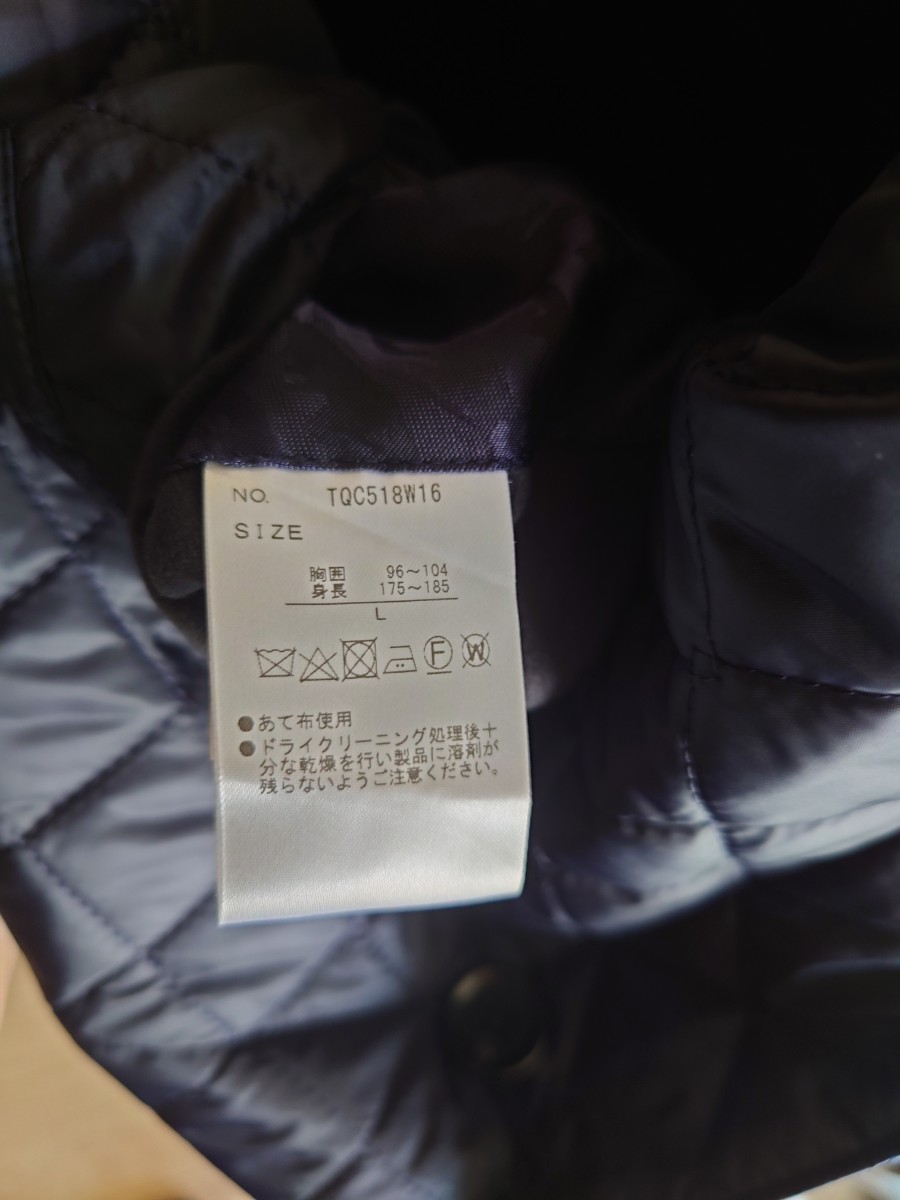 NO. TQC518W16
SIZE
胸囲 96～104
身長 175～185
L
F W
●あて布使用
●ドライクリーニング処理後十
分な乾燥を行い製品に溶剤が
残らないようご注意ください。